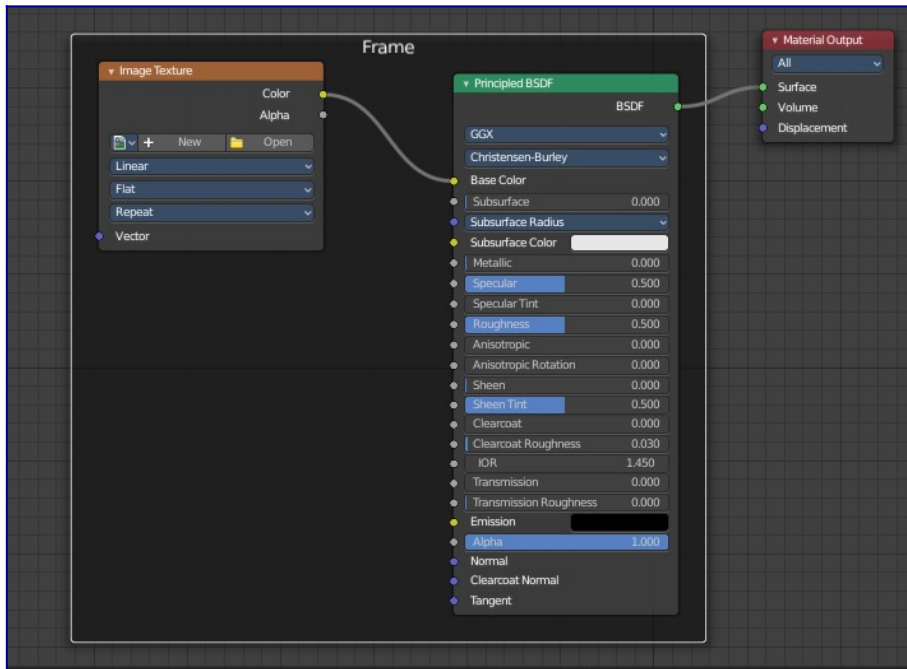 Frame
Image Texture
Color
Alpha
New Open
Linear
Flat
Repeat
Vector
Principled BSDF
BSDF
GGX
Christensen-Burley
Base Color
Subsurface 0.000
Subsurface Radius
Subsurface Color
Metallic 0.000
Specular 0.500
Specular Tint 0.000
Roughness 0.500
Anisotropic 0.000
Anisotropic Rotation 0.000
Sheen 0.000
Sheen Tint 0.500
Clearcoat 0.000
Clearcoat Roughness 0.030
IOR 1.450
Transmission 0.000
Transmission Roughness 0.000
Emission
Alpha 1.000
Normal
Clearcoat Normal
Tangent
Material Output
All
Surface
Volume
Displacement